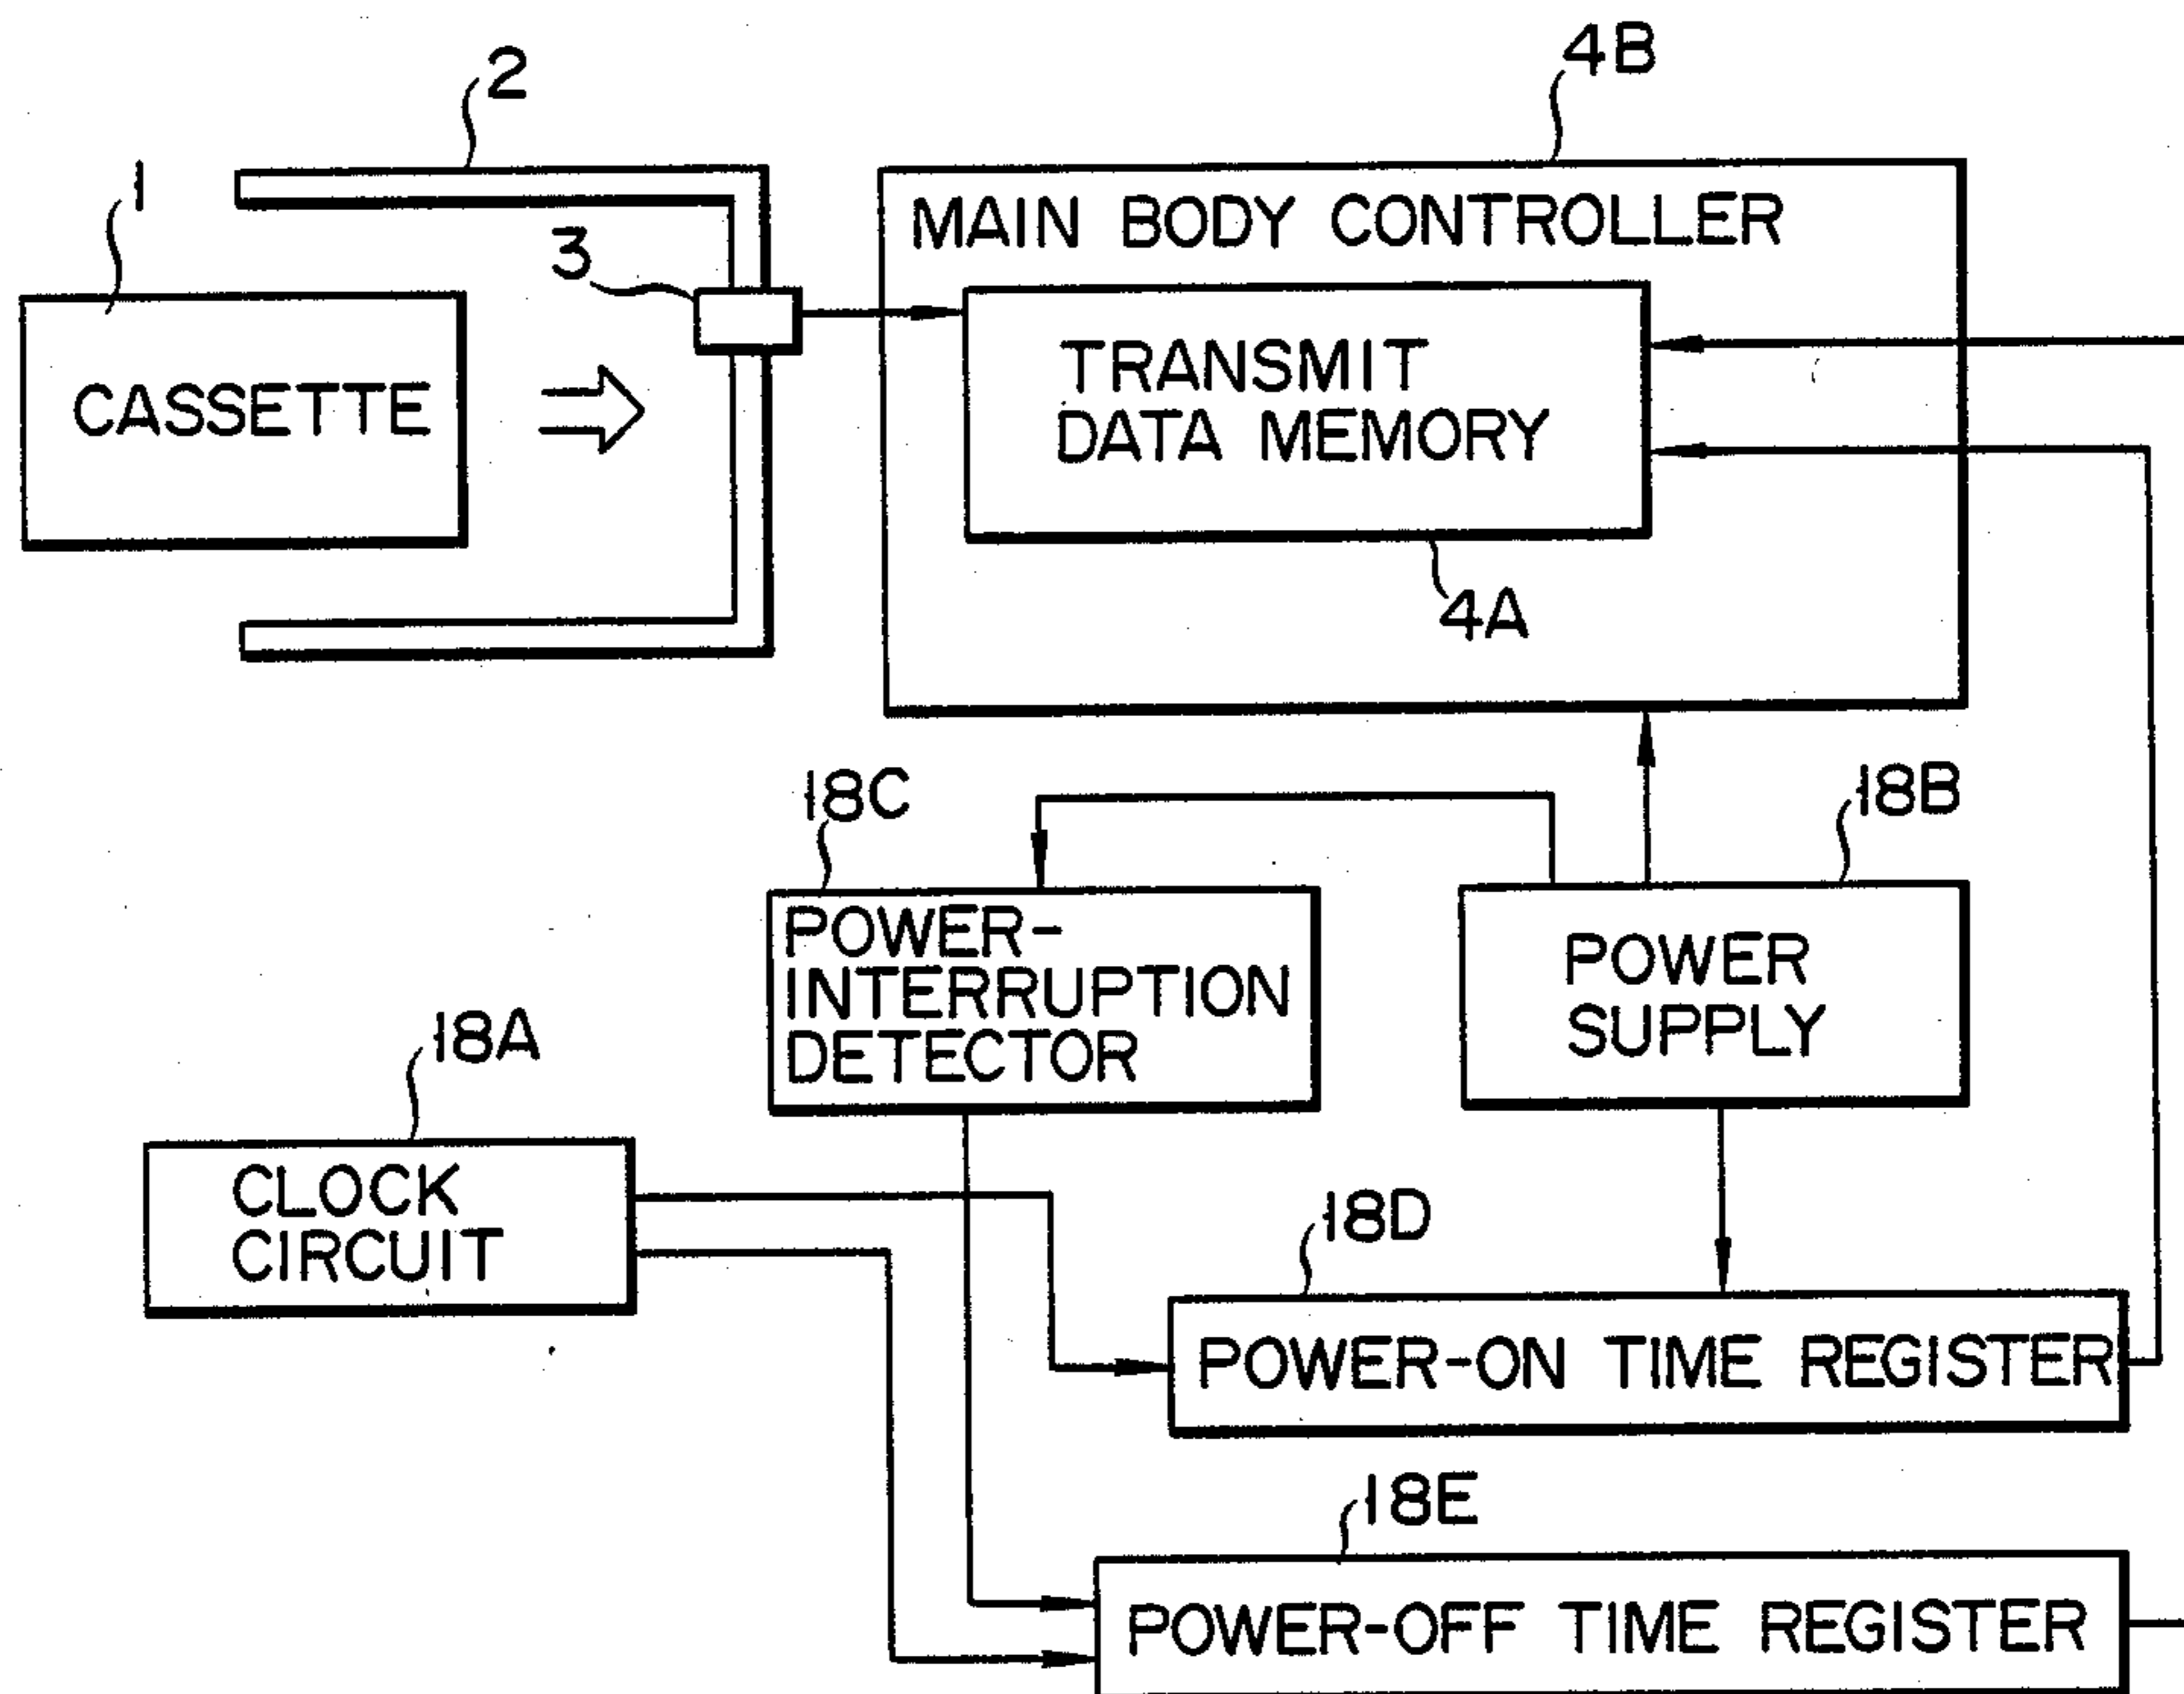 2
4B
1
MAIN BODY CONTROLLER
3
TRANSMIT
DATA MEMORY
CASSETTE
4A
18C
18B
POWER-
INTERRUPTION
DETECTOR
POWER
SUPPLY
18A
CLOCK
CIRCUIT
18D
POWER-ON TIME REGISTER
18E
POWER-OFF TIME REGISTER